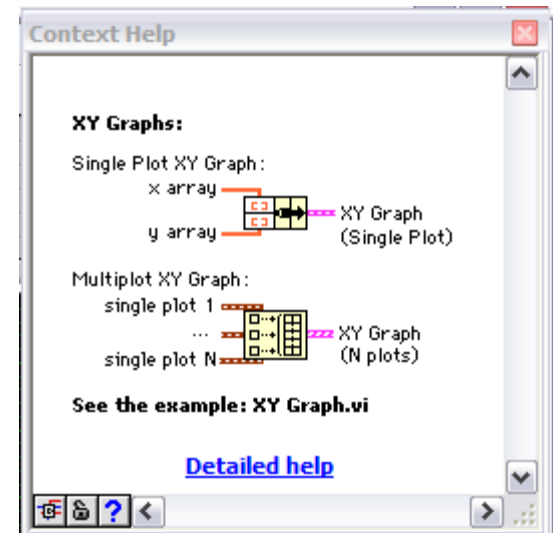 Context Help
XY Graphs:
Single Plot XY Graph:
x array
XY Graph
y array
(Single Plot)
Multiplot XY Graph:
single plot 1
...
XY Graph
single plot N
(N plots)
See the example: XY Graph.vi
Detailed help
?